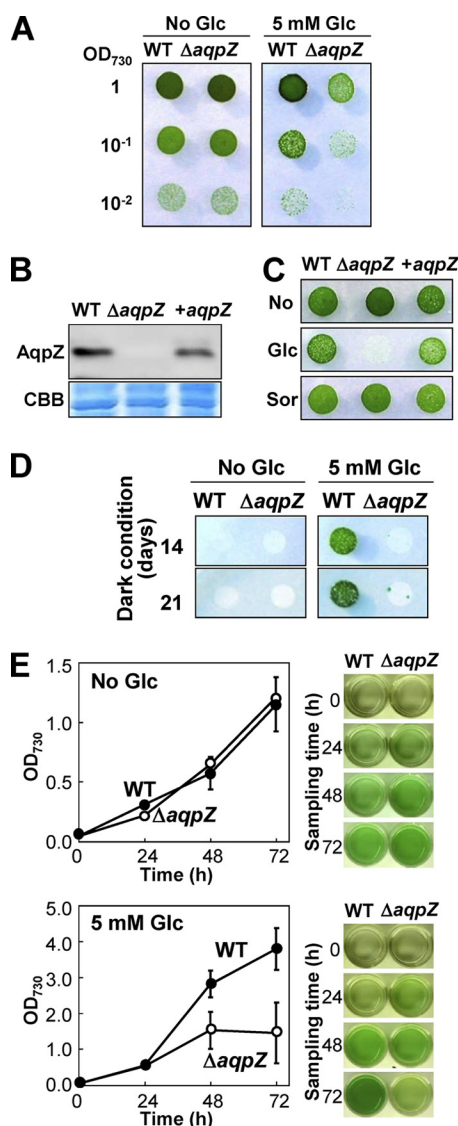 A
No Glc 5 mM Glc
OD730 WT ΔaqpZ WT ΔaqpZ
1
10-1
10-2
B
WT ΔaqpZ +aqpZ
AqpZ
CBB
C
WT ΔaqpZ +aqpZ
No
Glc
Sor
D
No Glc 5 mM Glc
WT ΔaqpZ WT ΔaqpZ
Dark condition
(days)
14
21
E
No Glc
OD730
1.5
1.0
0.5
0.0
WT
ΔaqpZ
0 24 48 72
Time (h)
WT ΔaqpZ
Sampling time (h)
0
24
48
72
5 mM Glc
OD730
5.0
4.0
3.0
2.0
1.0
0
WT
ΔaqpZ
0 24 48 72
Time (h)
WT ΔaqpZ
Sampling time (h)
0
24
48
72